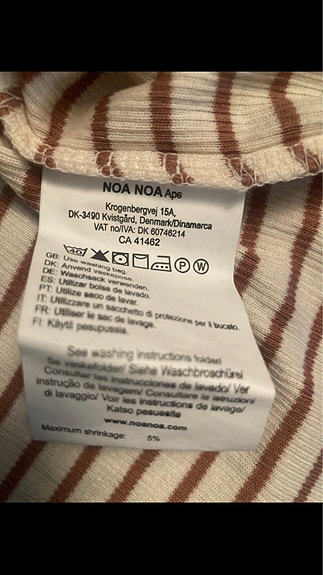 NOA NOA Aps
Krogenbergvej 15A,
DK-3490 Kvistgård, Denmark/Dinamarca
VAT no/IVA: DK 60746214
CA 41462
P W
GB: Use washing bag.
DK: Anvend vaskepose.
DE: Waschsack verwenden.
ES: Utilizar bolsa de lavado.
PT: Utilize saco de lavar.
IT: Utilizzare un sacchetto di protezione per il bucato.
FR: Utiliser le sac de lavage.
FI: Käytä pesupussia.
See washing instructions folder/
Se vaskefolder/ Siehe Waschbroschüre/
Consultar las instrucciones de lavado/ Ver
instrução de lavagem/ Consultare le istruzioni
di lavaggio/ Voir les instructions de lavage/
Katso pesuesite
www.noanoa.com
Maximum shrinkage: 5%